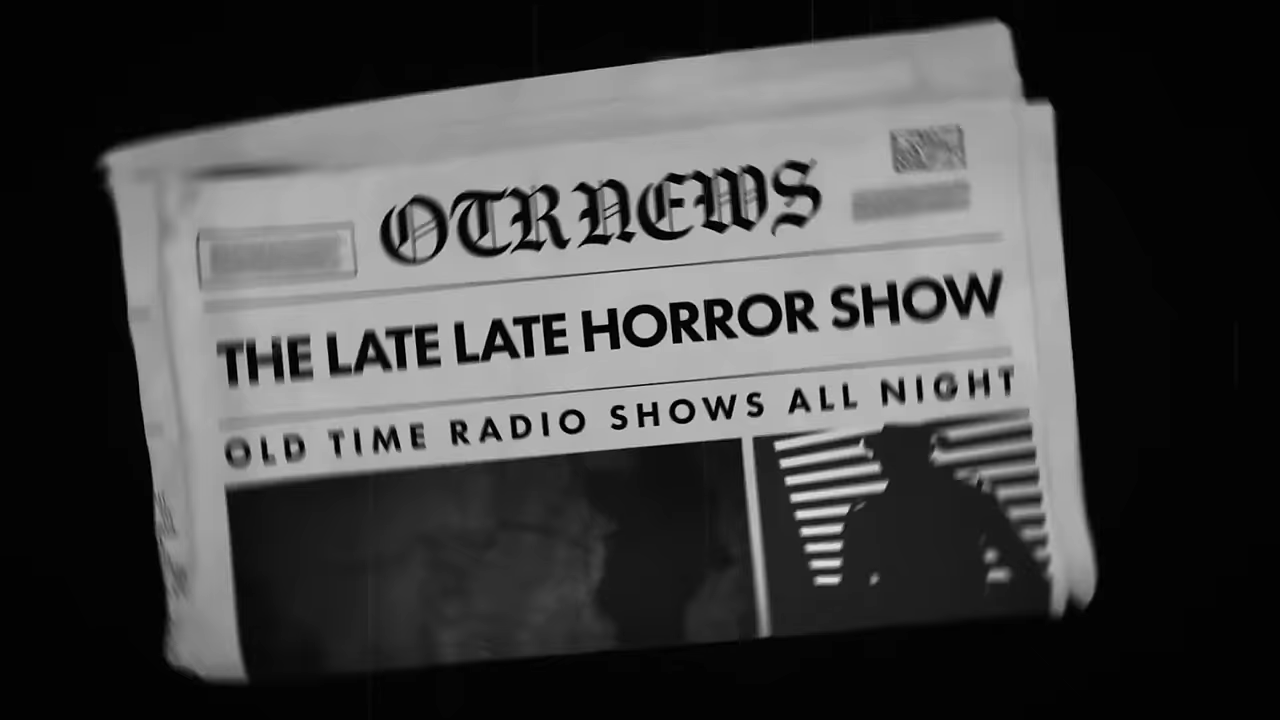 OTRNEWS
THE LATE LATE HORROR SHOW
OLD TIME RADIO SHOWS ALL NIGHT